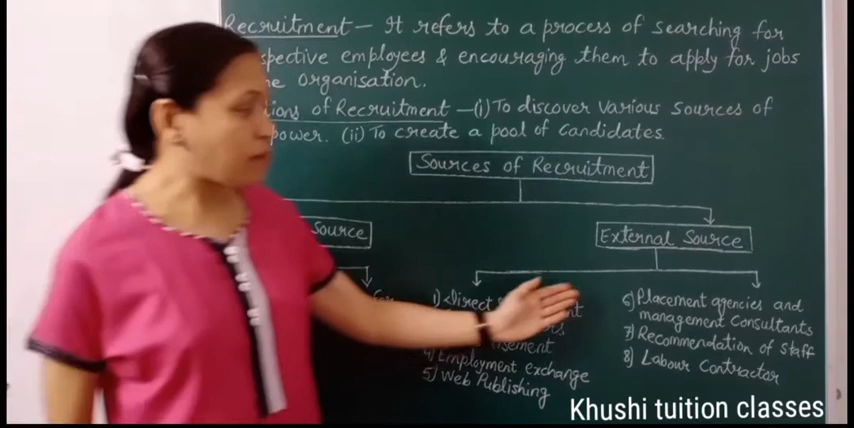 Recruitment – It refers to a process of searching for
spective employees & encouraging them to apply for jobs
organisation.
ions of Recruitment –(i) To discover various sources of
power. (ii) To create a pool of candidates.
Sources of Recruitment
Source
External Source
1) Direct
4) Employment exchange
5) Web Publishing
6) Placement agencies and
management Consultants
7) Recommendation of Staff
8) Labour Contractor
Khushi tuition classes